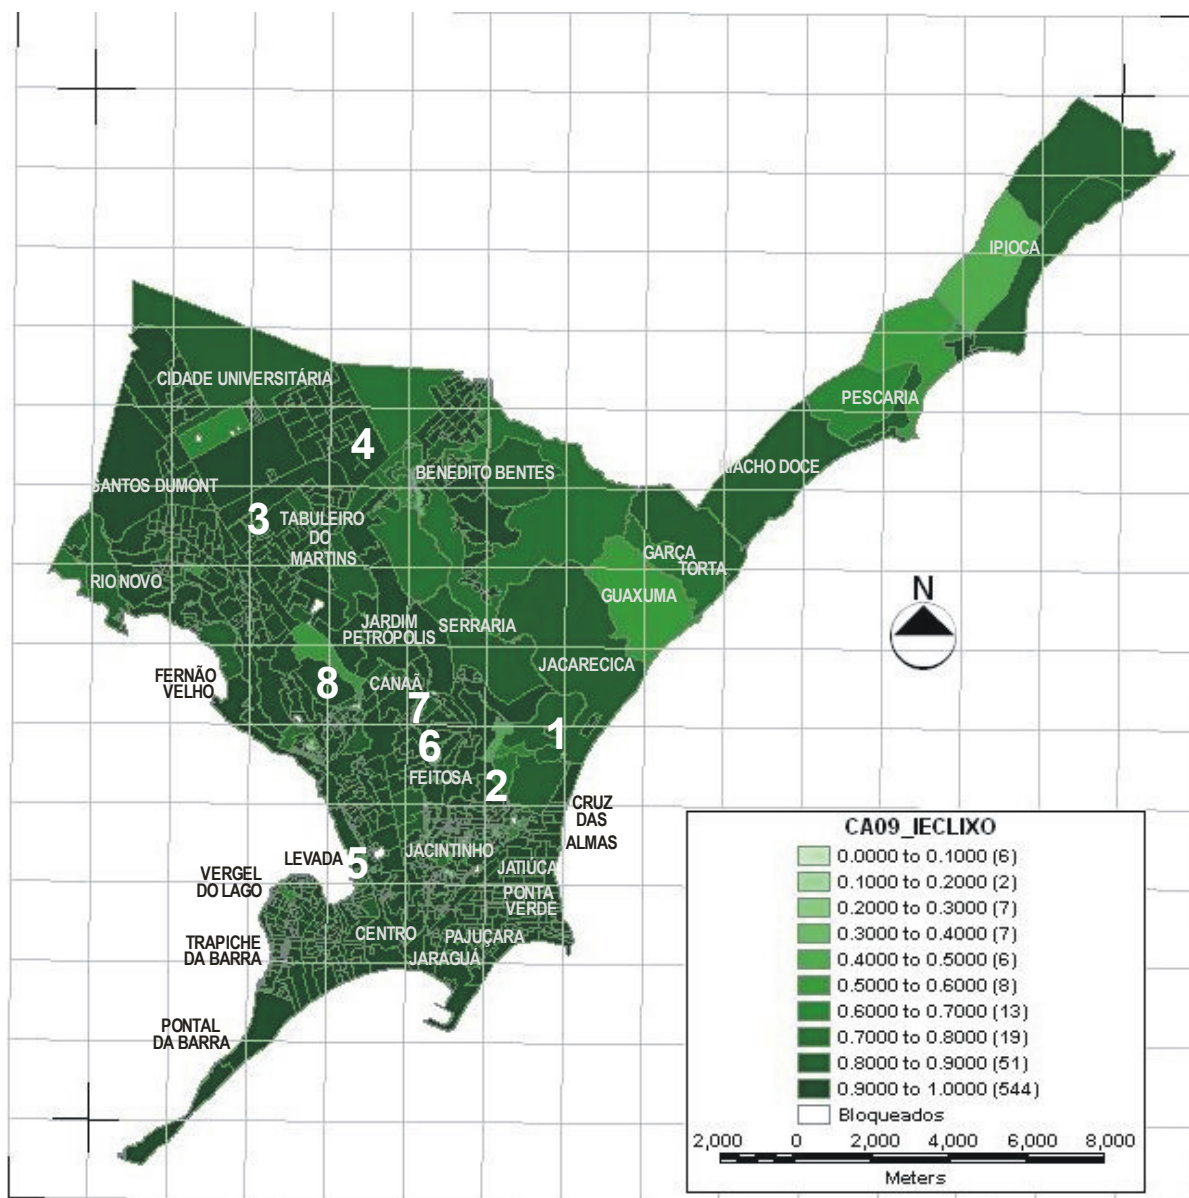 IPIOCA
CIDADE UNIVERSITÁRIA
PESCARIA
4
BENEDITO BENTES
RIACHO DOCE
SANTOS DUMONT
3
TABULEIRO
DO
MARTINS
GARÇA
TORTA
RIO NOVO
GUAXUMA
N
JARDIM
PETRÓPOLIS
SERRARIA
JACARECICA
FERNÃO
VELHO
8
CANAÃ
7
1
6
FEITOSA
2
CRUZ
DAS
ALMAS
LEVADA
5
JACINTINHO
JATIUCA
VERGEL
DO LAGO
PONTA
VERDE
CENTRO
PAJUÇARA
TRAPICHE
DA BARRA
JARAGUÁ
PONTAL
DA BARRA
CA09_IECLIXO
0.0000 to 0.1000 (6)
0.1000 to 0.2000 (2)
0.2000 to 0.3000 (7)
0.3000 to 0.4000 (7)
0.4000 to 0.5000 (6)
0.5000 to 0.6000 (8)
0.6000 to 0.7000 (13)
0.7000 to 0.8000 (19)
0.8000 to 0.9000 (51)
0.9000 to 1.0000 (544)
Bloqueados
2,000 0 2,000 4,000 6,000 8,000
Meters